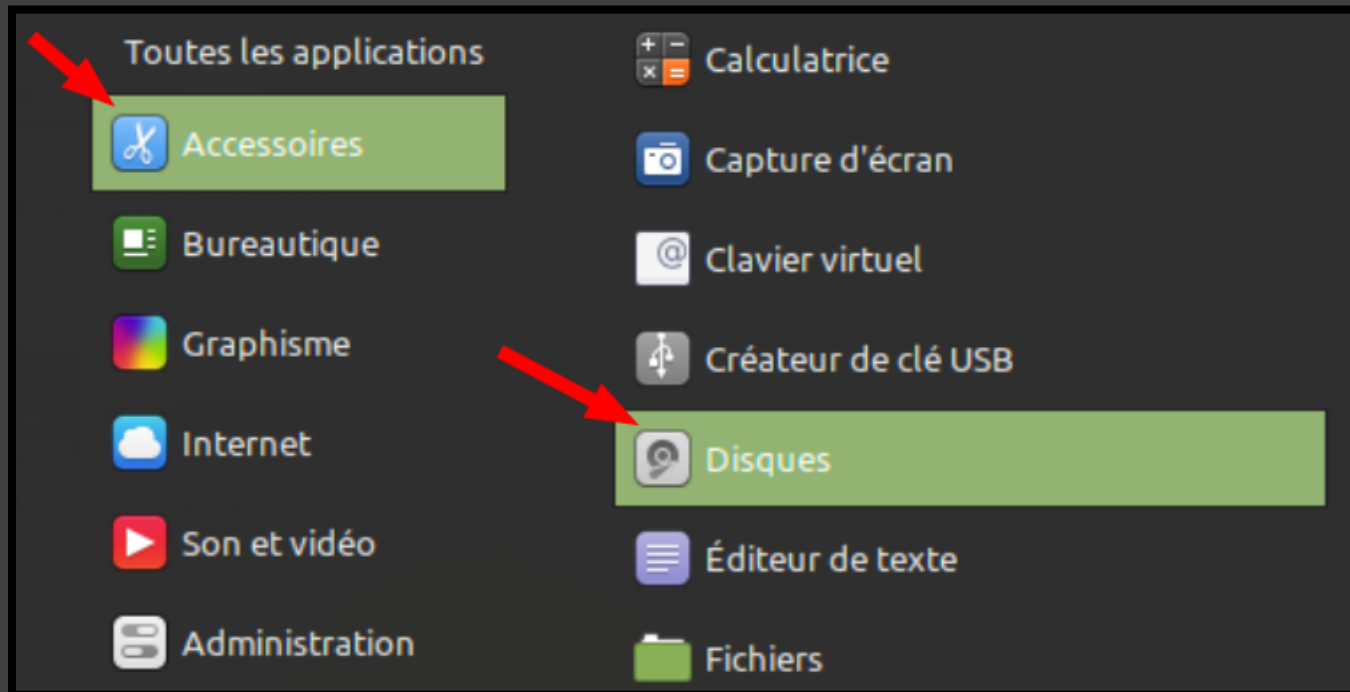 Toutes les applications
Accessoires
Bureautique
Graphisme
Internet
Son et vidéo
Administration
Calculatrice
Capture d'écran
Clavier virtuel
Créateur de clé USB
Disques
Éditeur de texte
Fichiers